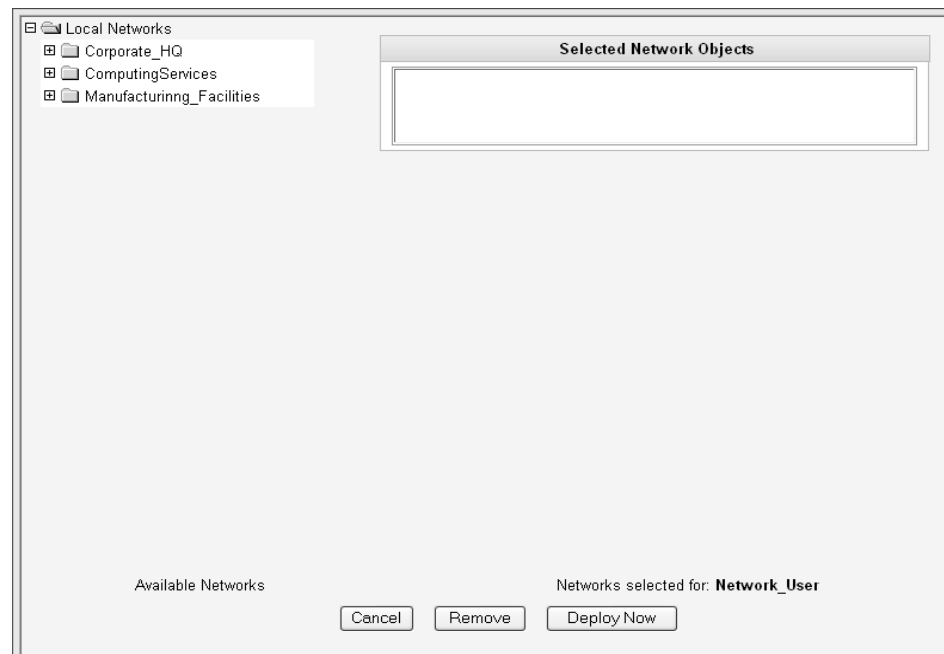 Local Networks
Corporate_HQ
ComputingServices
Manufacturinng_Facilities
Selected Network Objects
Available Networks
Networks selected for: Network_User
Cancel
Remove
Deploy Now